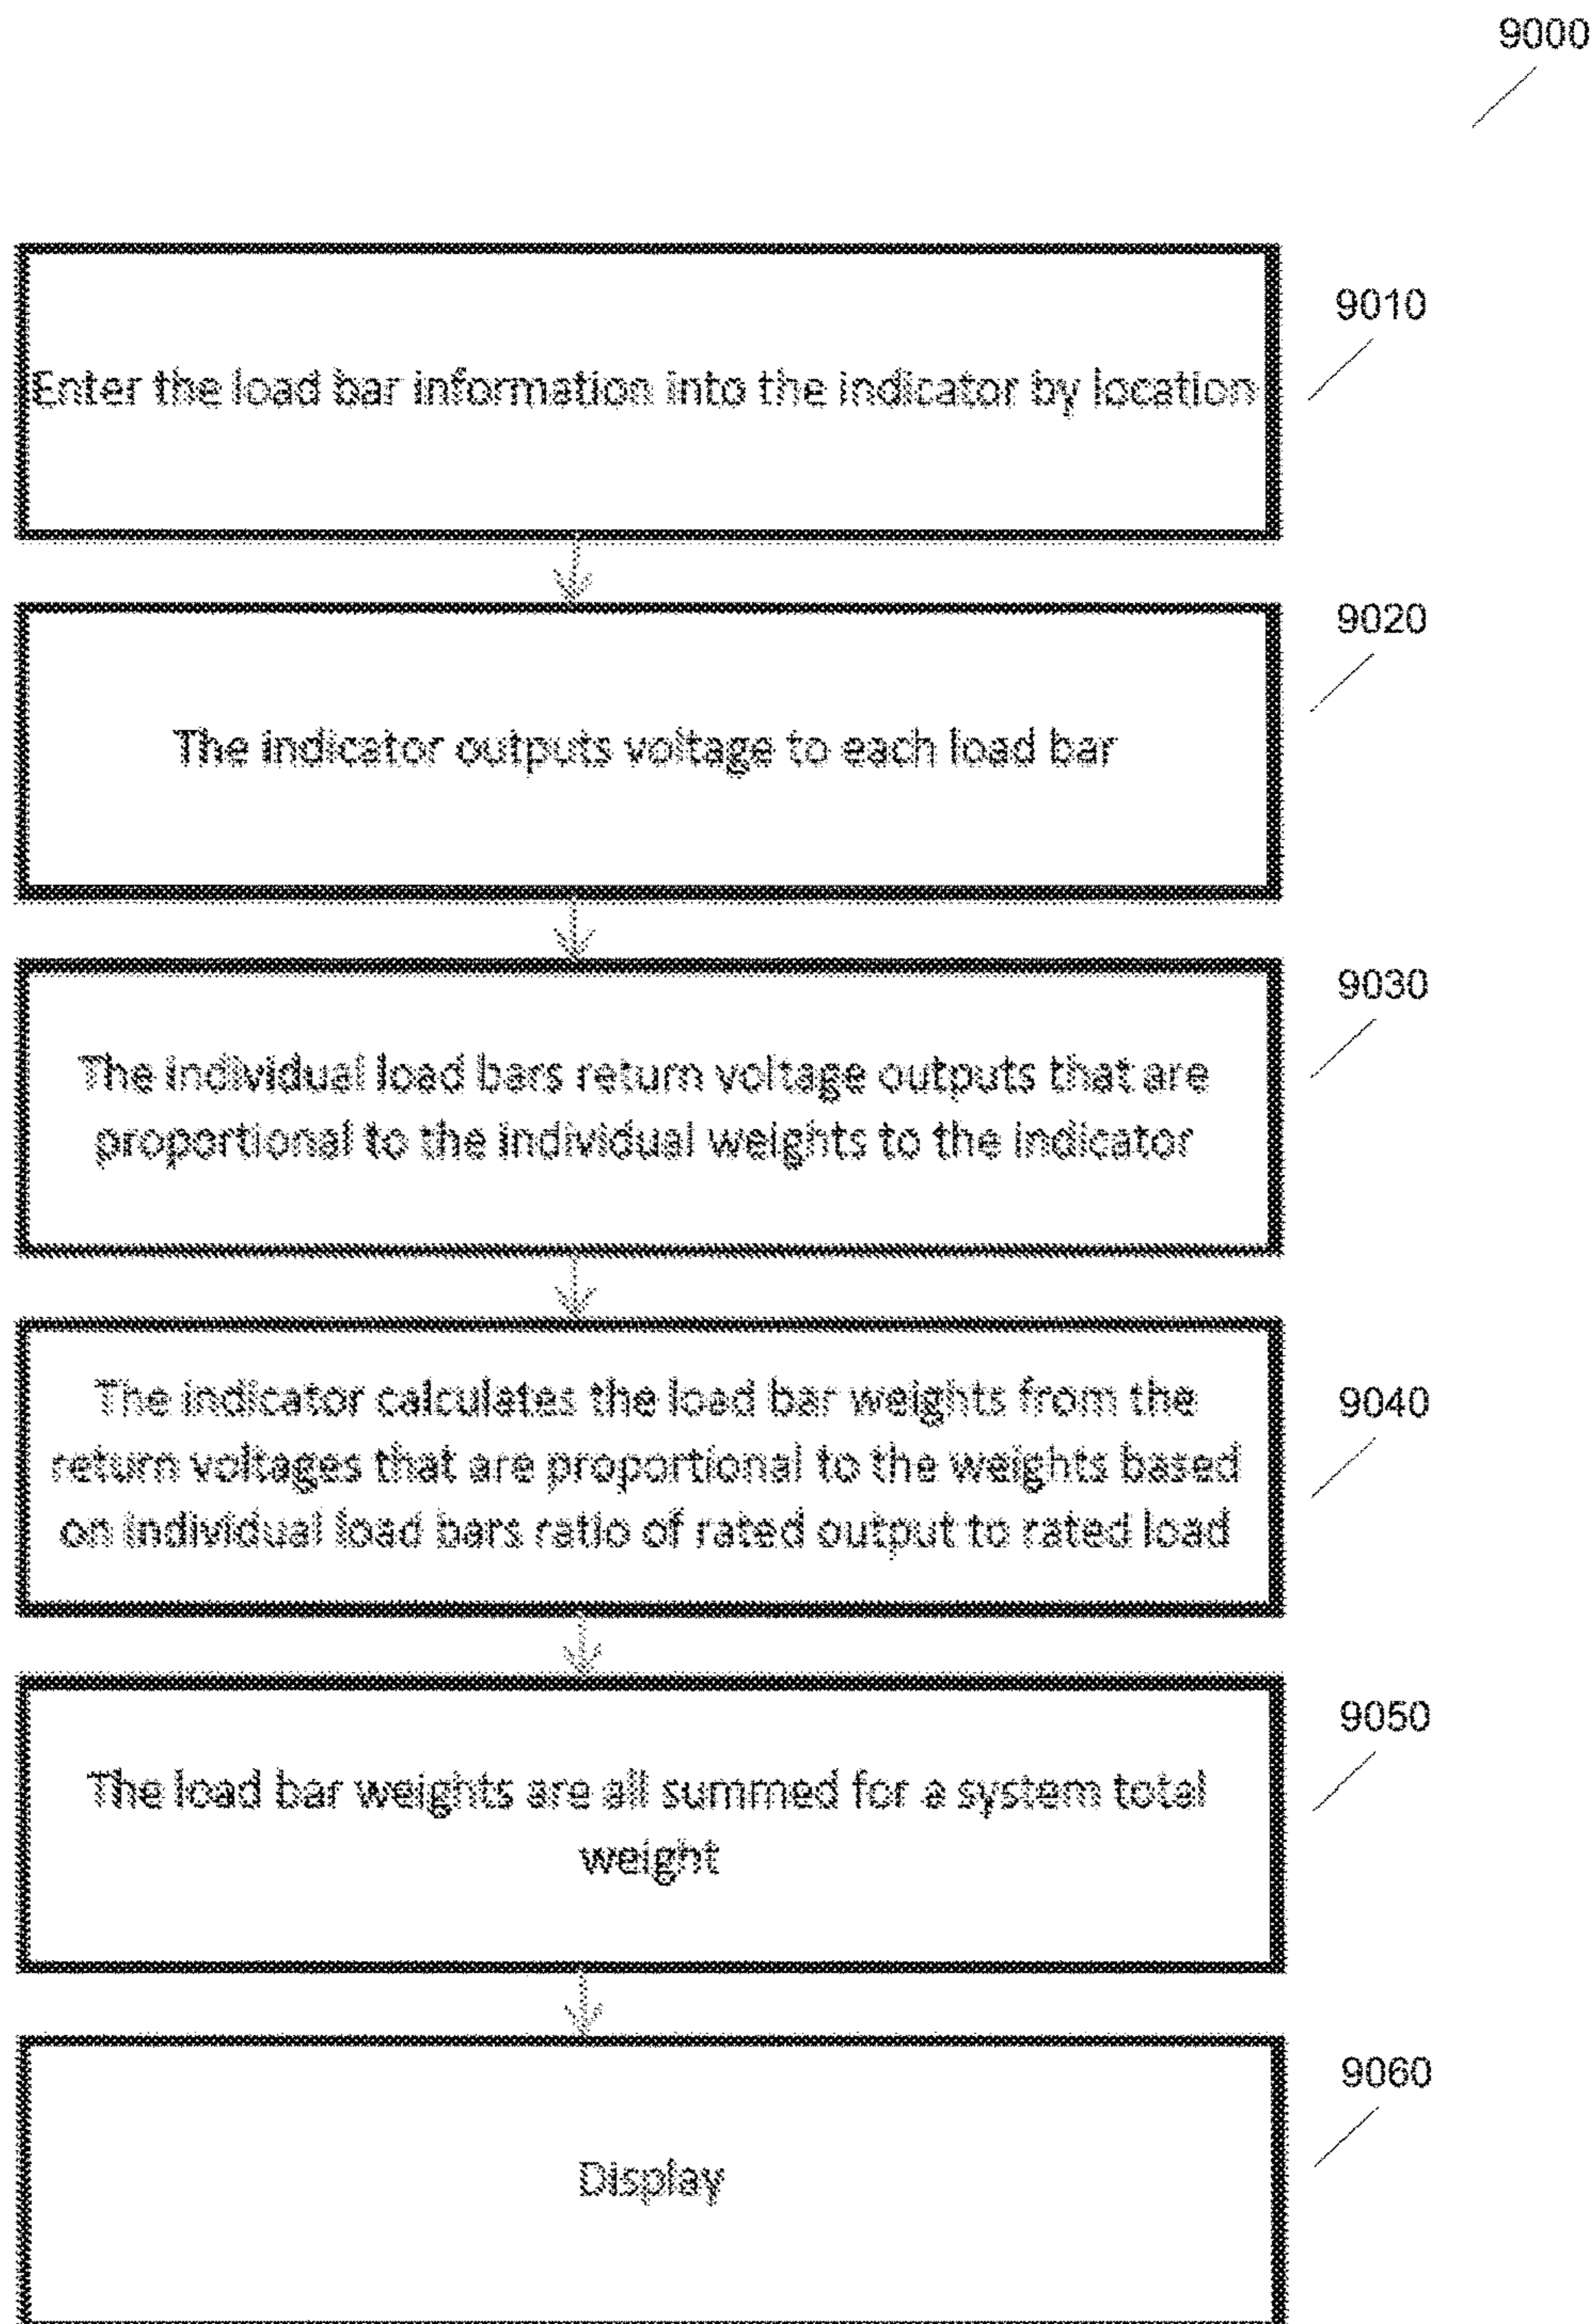 9000
Enter the load bar information into the indicator by location
9010
The indicator outputs voltage to each load bar
9020
The individual load bars return voltage outputs that are
proportional to the individual weights to the indicator
9030
The indicator calculates the load bar weights from the
return voltages that are proportional to the weights based
on individual load bars ratio of rated output to rated load
9040
The load bar weights are all summed for a system total
weight
9050
Display
9060